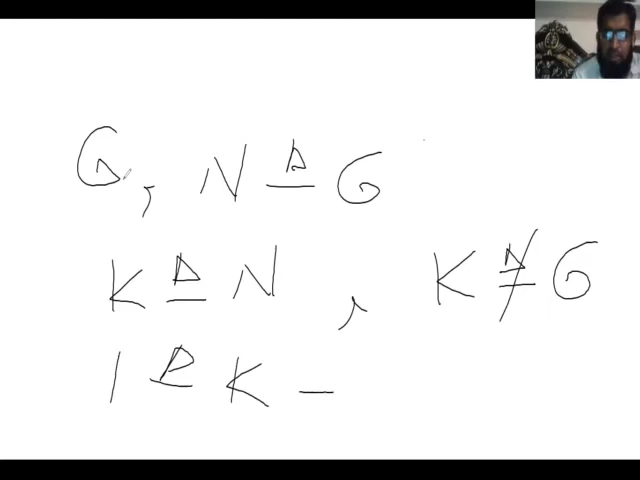 G, N ⊴ G
K ⊴ N, K ⋬ G
1 ⊴ K –